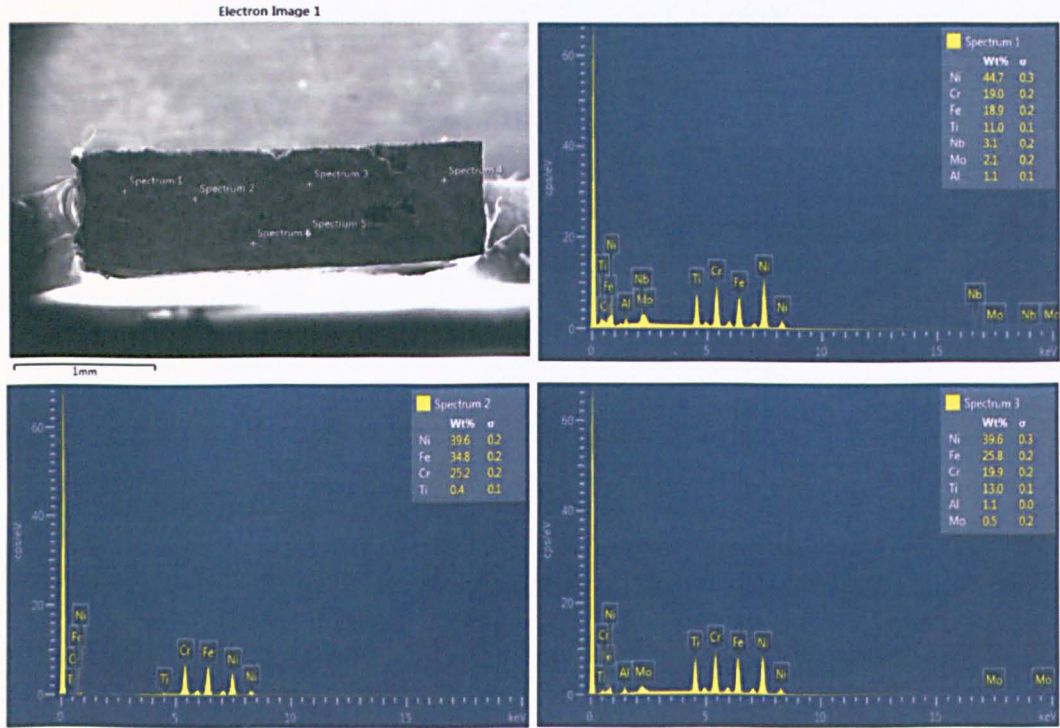 Electron Image 1
Spectrum 1
Spectrum 2
Spectrum 3
Spectrum 4
Spectrum 5
Spectrum
1mm
Spectrum 1
Wt% σ
Ni 44.7 0.3
Cr 19.0 0.2
Fe 18.9 0.2
Ti 11.0 0.1
Nb 3.1 0.2
Mo 2.1 0.2
Al 1.1 0.1
60
40
20
0
cps/eV
Ni
Ti
Fe
C
Al
Nb
Mo
Ti
Cr
Fe
Ni
Ni
Nb
Mo
Nb
Mo
0 5 10 15 keV
Spectrum 2
Wt% σ
Ni 39.6 0.2
Fe 34.8 0.2
Cr 25.2 0.2
Ti 0.4 0.1
60
40
20
0
cps/eV
Ni
Fe
C
T
Ti
Cr
Fe
Ni
Ni
0 5 10 15 keV
Spectrum 3
Wt% σ
Ni 39.6 0.3
Fe 25.8 0.2
Cr 19.9 0.2
Ti 13.0 0.1
Al 1.1 0.0
Mo 0.5 0.2
60
40
20
0
cps/eV
Ni
Cr
Fe
Ti
Al
Mo
Ti
Cr
Fe
Ni
Ni
Mo
Mo
0 5 10 15 keV